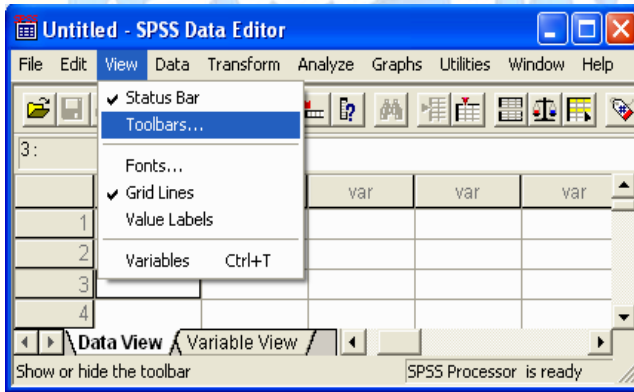 Untitled - SPSS Data Editor
File Edit View Data Transform Analyze Graphs Utilities Window Help
Status Bar
Toolbars...
3 :
Fonts...
Grid Lines
Value Labels
Variables Ctrl+T
var var var
1
2
3
4
Data View Variable View
Show or hide the toolbar SPSS Processor is ready